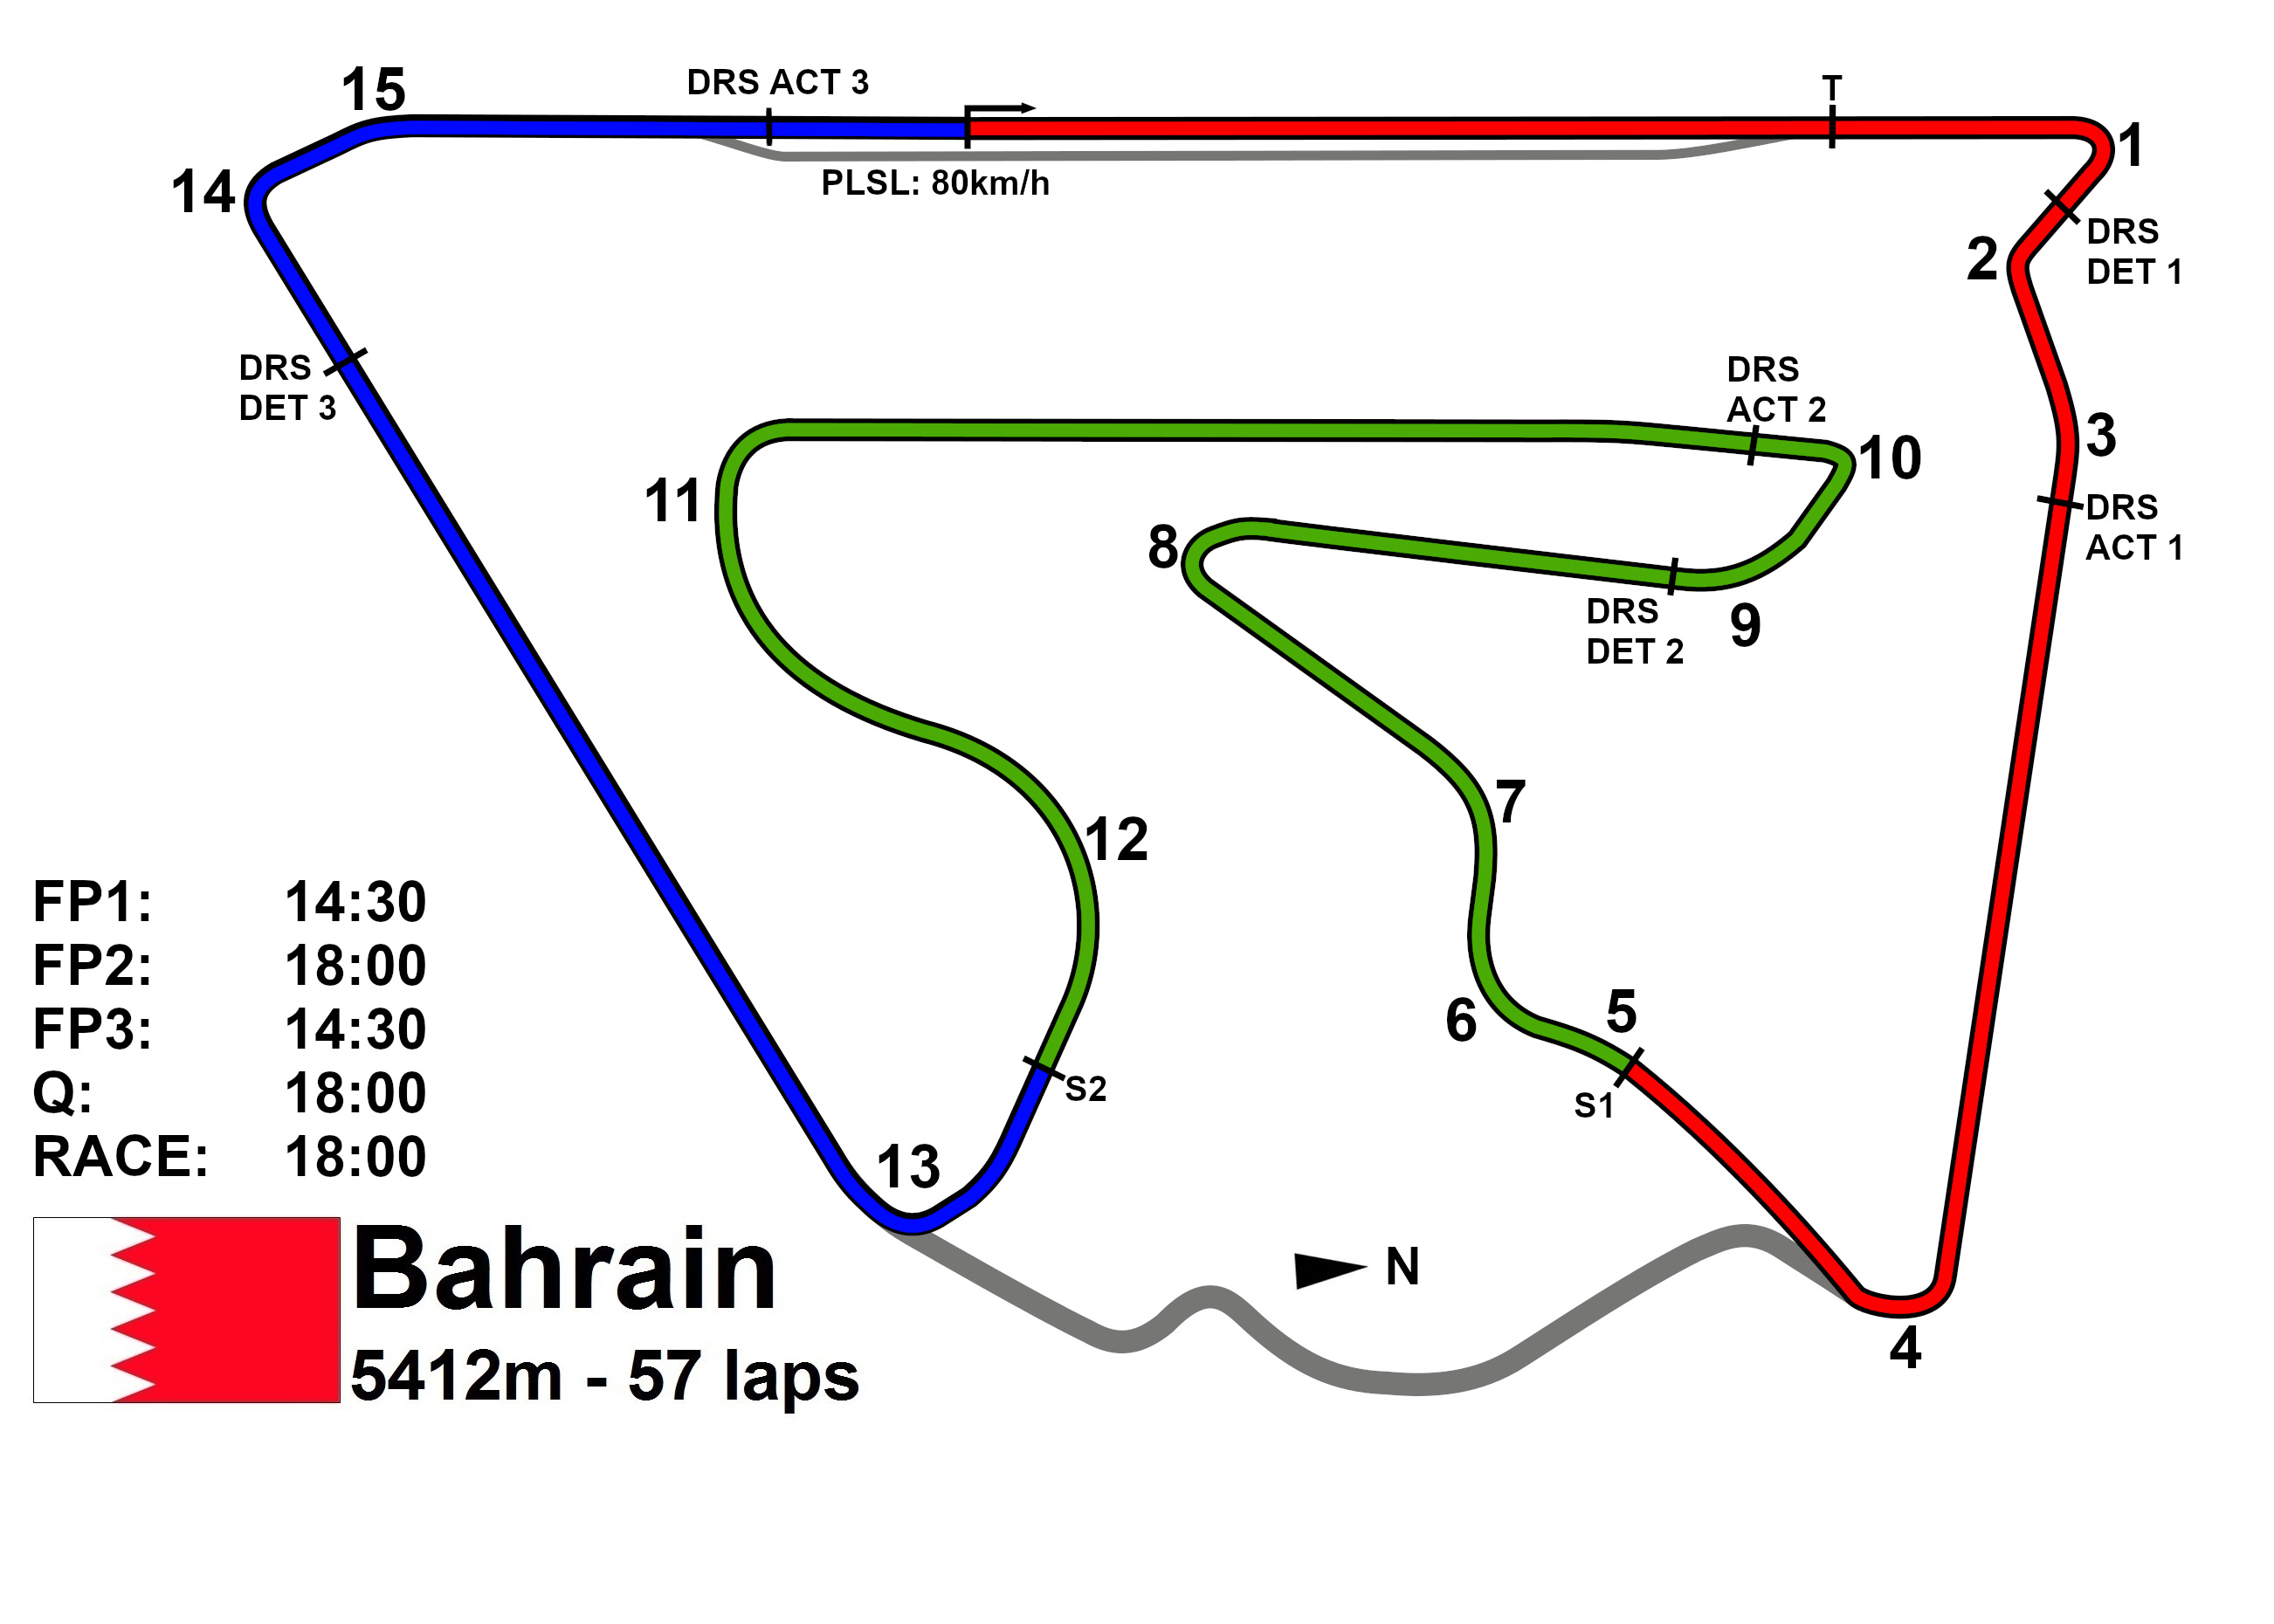 15
DRS ACT 3
T
1
14
PLSL: 80km/h
DRS
DET 1
2
DRS
DET 3
DRS
ACT 2
3
10
11
DRS
ACT 1
8
DRS
DET 2
9
7
12
FP1: 14:30
FP2: 18:00
FP3: 14:30
Q: 18:00
RACE: 18:00
5
6
S2
S1
13
N
Bahrain
4
5412m - 57 laps